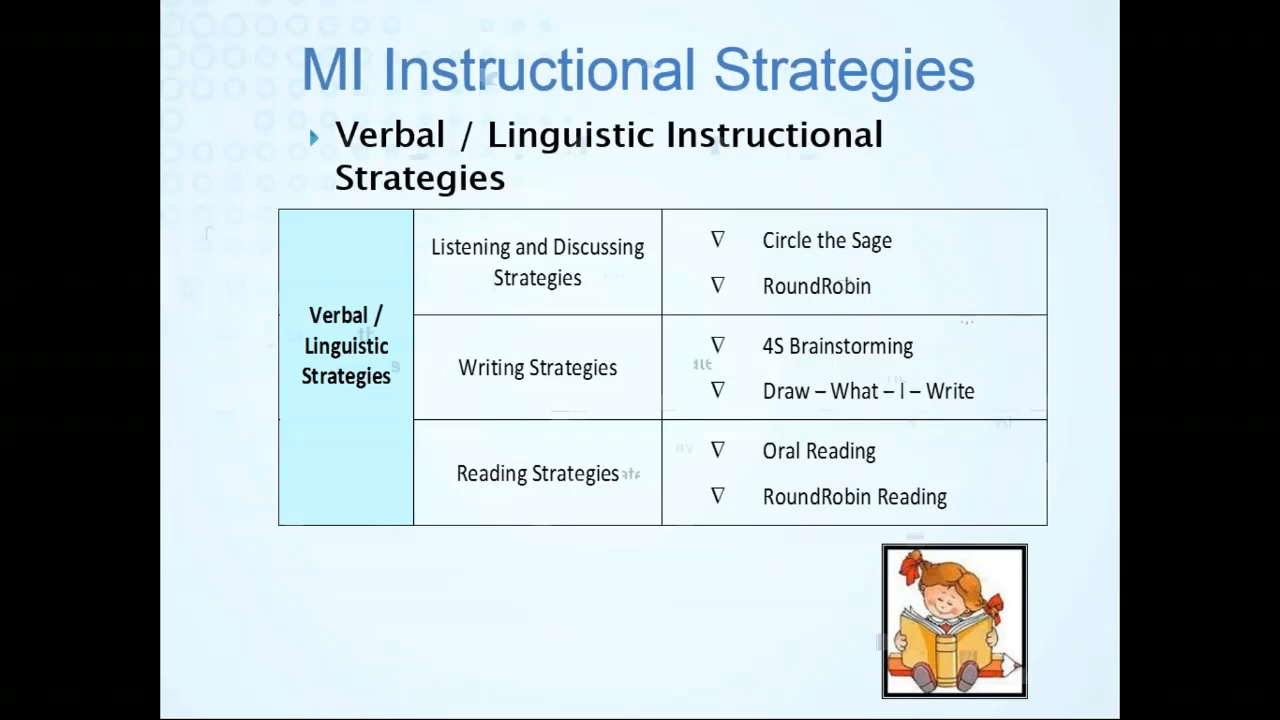 MI Instructional Strategies
Verbal / Linguistic Instructional
Strategies
Verbal /
Linguistic
Strategies
Listening and Discussing
Strategies
∇ Circle the Sage
∇ RoundRobin
Writing Strategies
∇ 4S Brainstorming
∇ Draw – What – I – Write
Reading Strategies
∇ Oral Reading
∇ RoundRobin Reading